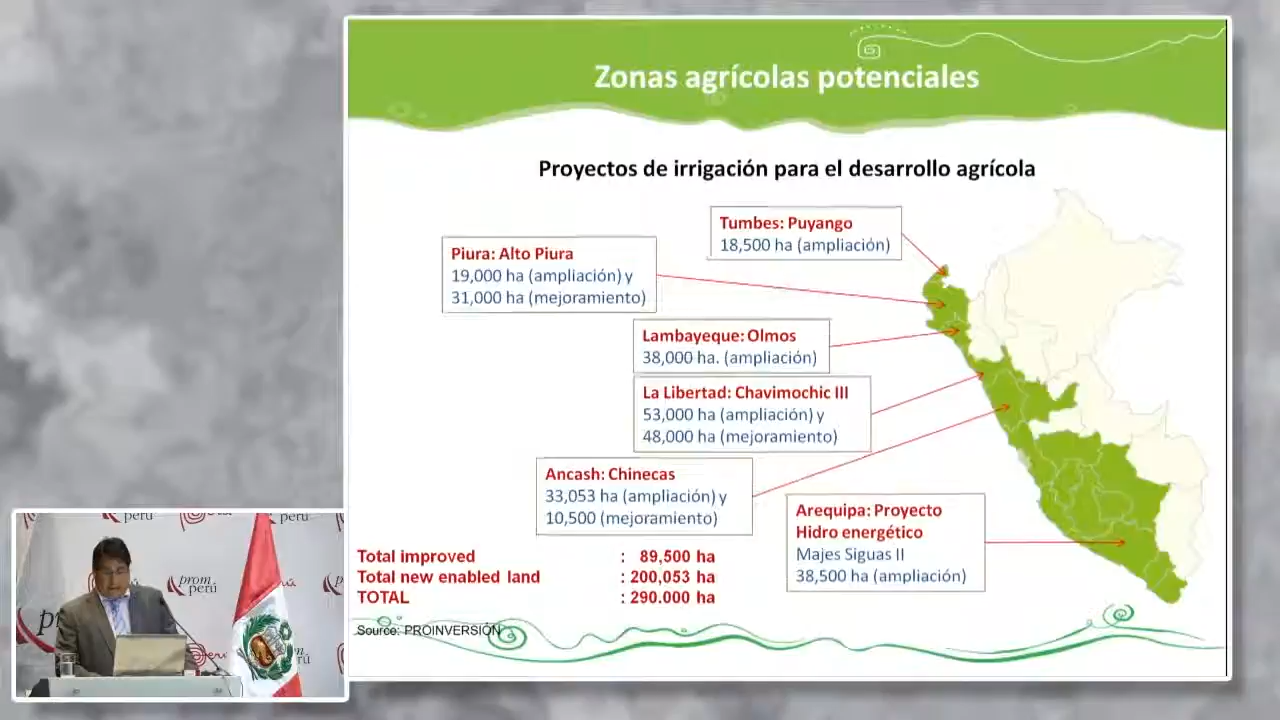 Zonas agrícolas potenciales
Proyectos de irrigación para el desarrollo agrícola
Tumbes: Puyango
18,500 ha (ampliación)
Piura: Alto Piura
19,000 ha (ampliación) y
31,000 ha (mejoramiento)
Lambayeque: Olmos
38,000 ha. (ampliación)
La Libertad: Chavimochic III
53,000 ha (ampliación) y
48,000 ha (mejoramiento)
Ancash: Chinecas
33,053 ha (ampliación) y
10,500 (mejoramiento)
Arequipa: Proyecto
Hidro energético
Majes Siguas II
38,500 ha (ampliación)
Total improved : 89,500 ha
Total new enabled land : 200,053 ha
TOTAL : 290.000 ha
Source: PROINVERSIÓN
perú
perú
prom
perú